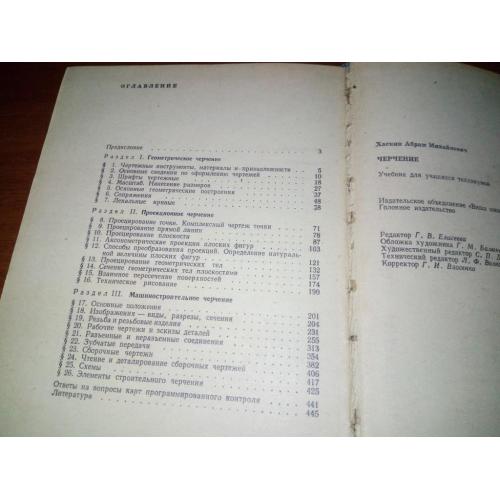 ОГЛАВЛЕНИЕ
Предисловие 3
Раздел I. Геометрическое черчение
§ 1. Чертежные инструменты, материалы и принадлежности 5
§ 2. Основные сведения по оформлению чертежей 10
§ 3. Шрифты чертежные 18
§ 4. Масштаб. Нанесение размеров 27
§ 5. Основные геометрические построения 37
§ 6. Сопряжения 48
§ 7. Лекальные кривые 28
Раздел II. Проекционное черчение
§ 8. Проецирование точки. Комплексный чертеж точки 71
§ 9. Проецирование прямой линии 78
§ 10. Проецирование плоскости 87
§ 11. Аксонометрические проекции плоских фигур 103
§ 12. Способы преобразования проекций. Определение натуральной величины плоских фигур 121
§ 13. Проецирование геометрических тел 132
§ 14. Сечение геометрических тел плоскостями 157
§ 15. Взаимное пересечение поверхностей 174
§ 16. Техническое рисование 190
Раздел III. Машиностроительное черчение
§ 17. Основные положения 201
§ 18. Изображения — виды, разрезы, сечения 204
§ 19. Резьба и резьбовые изделия 231
§ 20. Рабочие чертежи и эскизы деталей 255
§ 21. Разъемные и неразъемные соединения 313
§ 22. Зубчатые передачи 354
§ 23. Сборочные чертежи 382
§ 24. Чтение и деталирование сборочных чертежей 406
§ 25. Схемы 417
§ 26. Элементы строительного черчения 425
Ответы на вопросы карт программированного контроля 441
Литература 445
Хаскин Абрам Михайлович
ЧЕРЧЕНИЕ
Учебник для учащихся техникумов
Издательское объединение «Вища
Головное издательство
Редактор Г. В. Елисеева
Обложка художника Г. М.
Художественный редактор С. П.
Технический редактор Л. Ф.
Корректор Г. И. Власенко